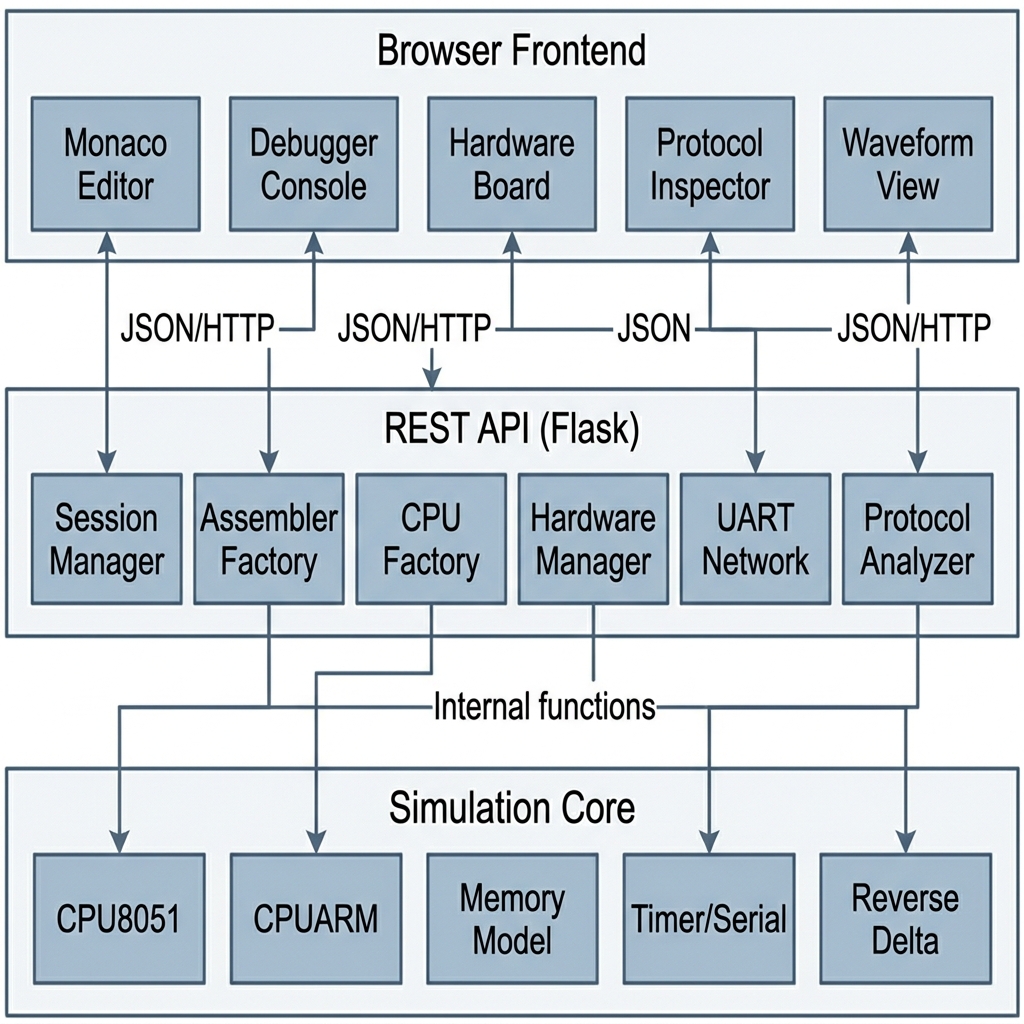 Browser Frontend
Monaco
Editor
Debugger
Console
Hardware
Board
Protocol
Inspector
Waveform
View
JSON/HTTP
JSON/HTTP
JSON
JSON/HTTP
REST API (Flask)
Session
Manager
Assembler
Factory
CPU
Factory
Hardware
Manager
UART
Network
Protocol
Analyzer
Internal functions
Simulation Core
CPU8051
CPUARM
Memory
Model
Timer/Serial
Reverse
Delta